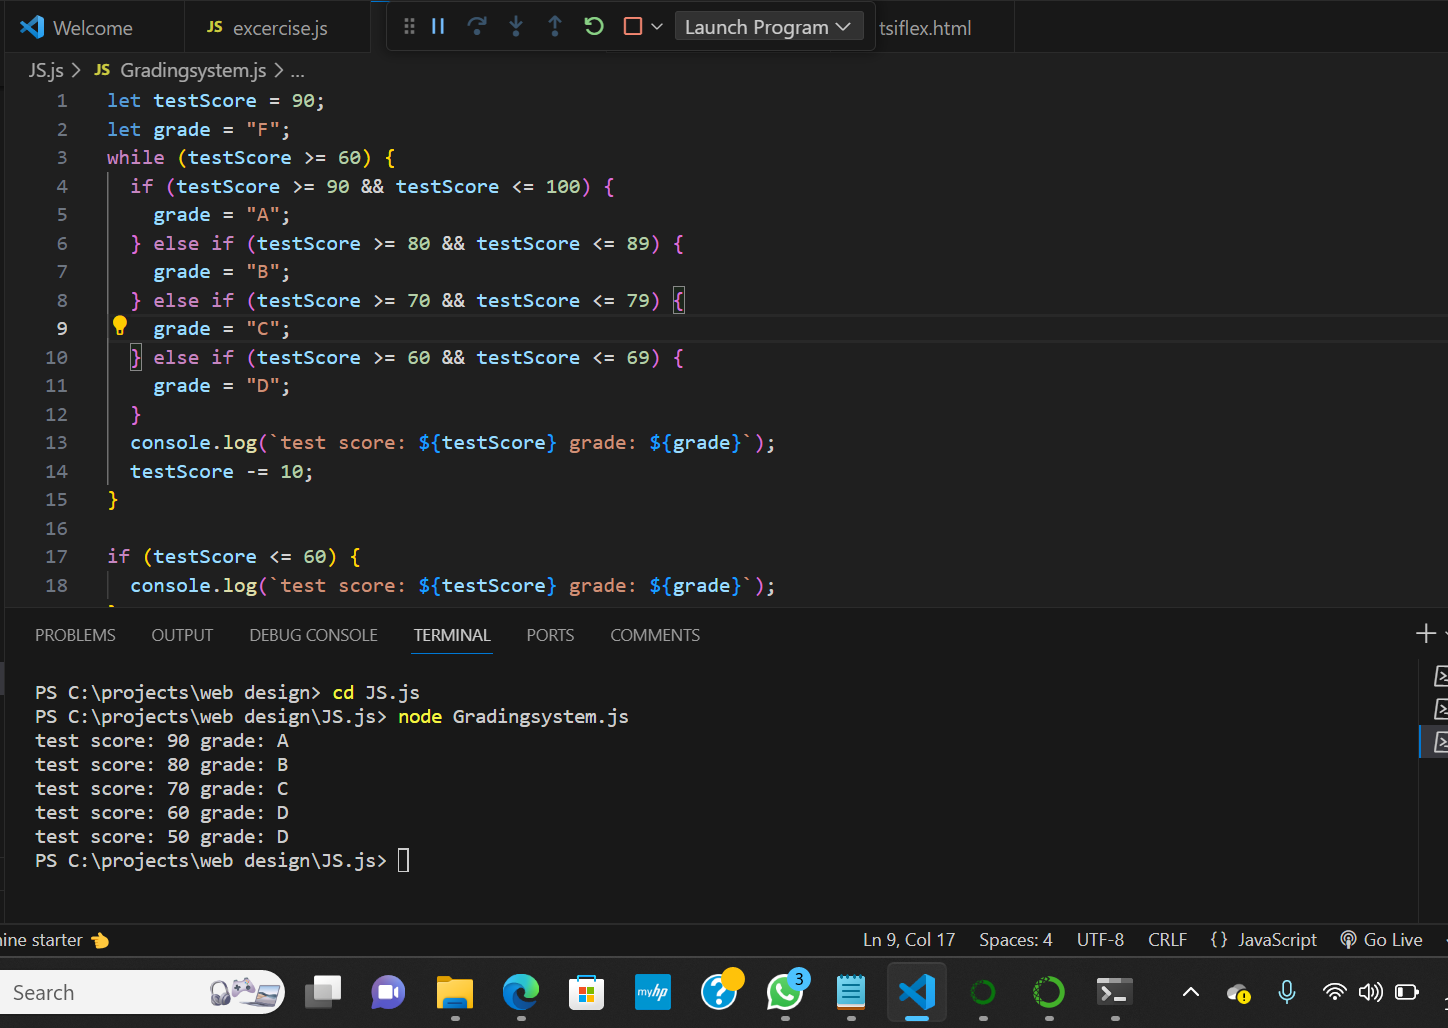 Welcome
JS excercise.js
Launch Program
tsiflex.html
JS.js > JS Gradingsystem.js > ...
1 let testScore = 90;
2 let grade = "F";
3 while (testScore >= 60) {
4 if (testScore >= 90 && testScore <= 100) {
5 grade = "A";
6 } else if (testScore >= 80 && testScore <= 89) {
7 grade = "B";
8 } else if (testScore >= 70 && testScore <= 79) {
9 grade = "C";
10 } else if (testScore >= 60 && testScore <= 69) {
11 grade = "D";
12 }
13 console.log(`test score: ${testScore} grade: ${grade}`);
14 testScore -= 10;
15 }
16
17 if (testScore <= 60) {
18 console.log(`test score: ${testScore} grade: ${grade}`);
PROBLEMS OUTPUT DEBUG CONSOLE TERMINAL PORTS COMMENTS
PS C:\projects\web design> cd JS.js
PS C:\projects\web design\JS.js> node Gradingsystem.js
test score: 90 grade: A
test score: 80 grade: B
test score: 70 grade: C
test score: 60 grade: D
test score: 50 grade: D
PS C:\projects\web design\JS.js>
ine starter 👈 Ln 9, Col 17 Spaces: 4 UTF-8 CRLF {} JavaScript Go Live
Search myhp ? 3